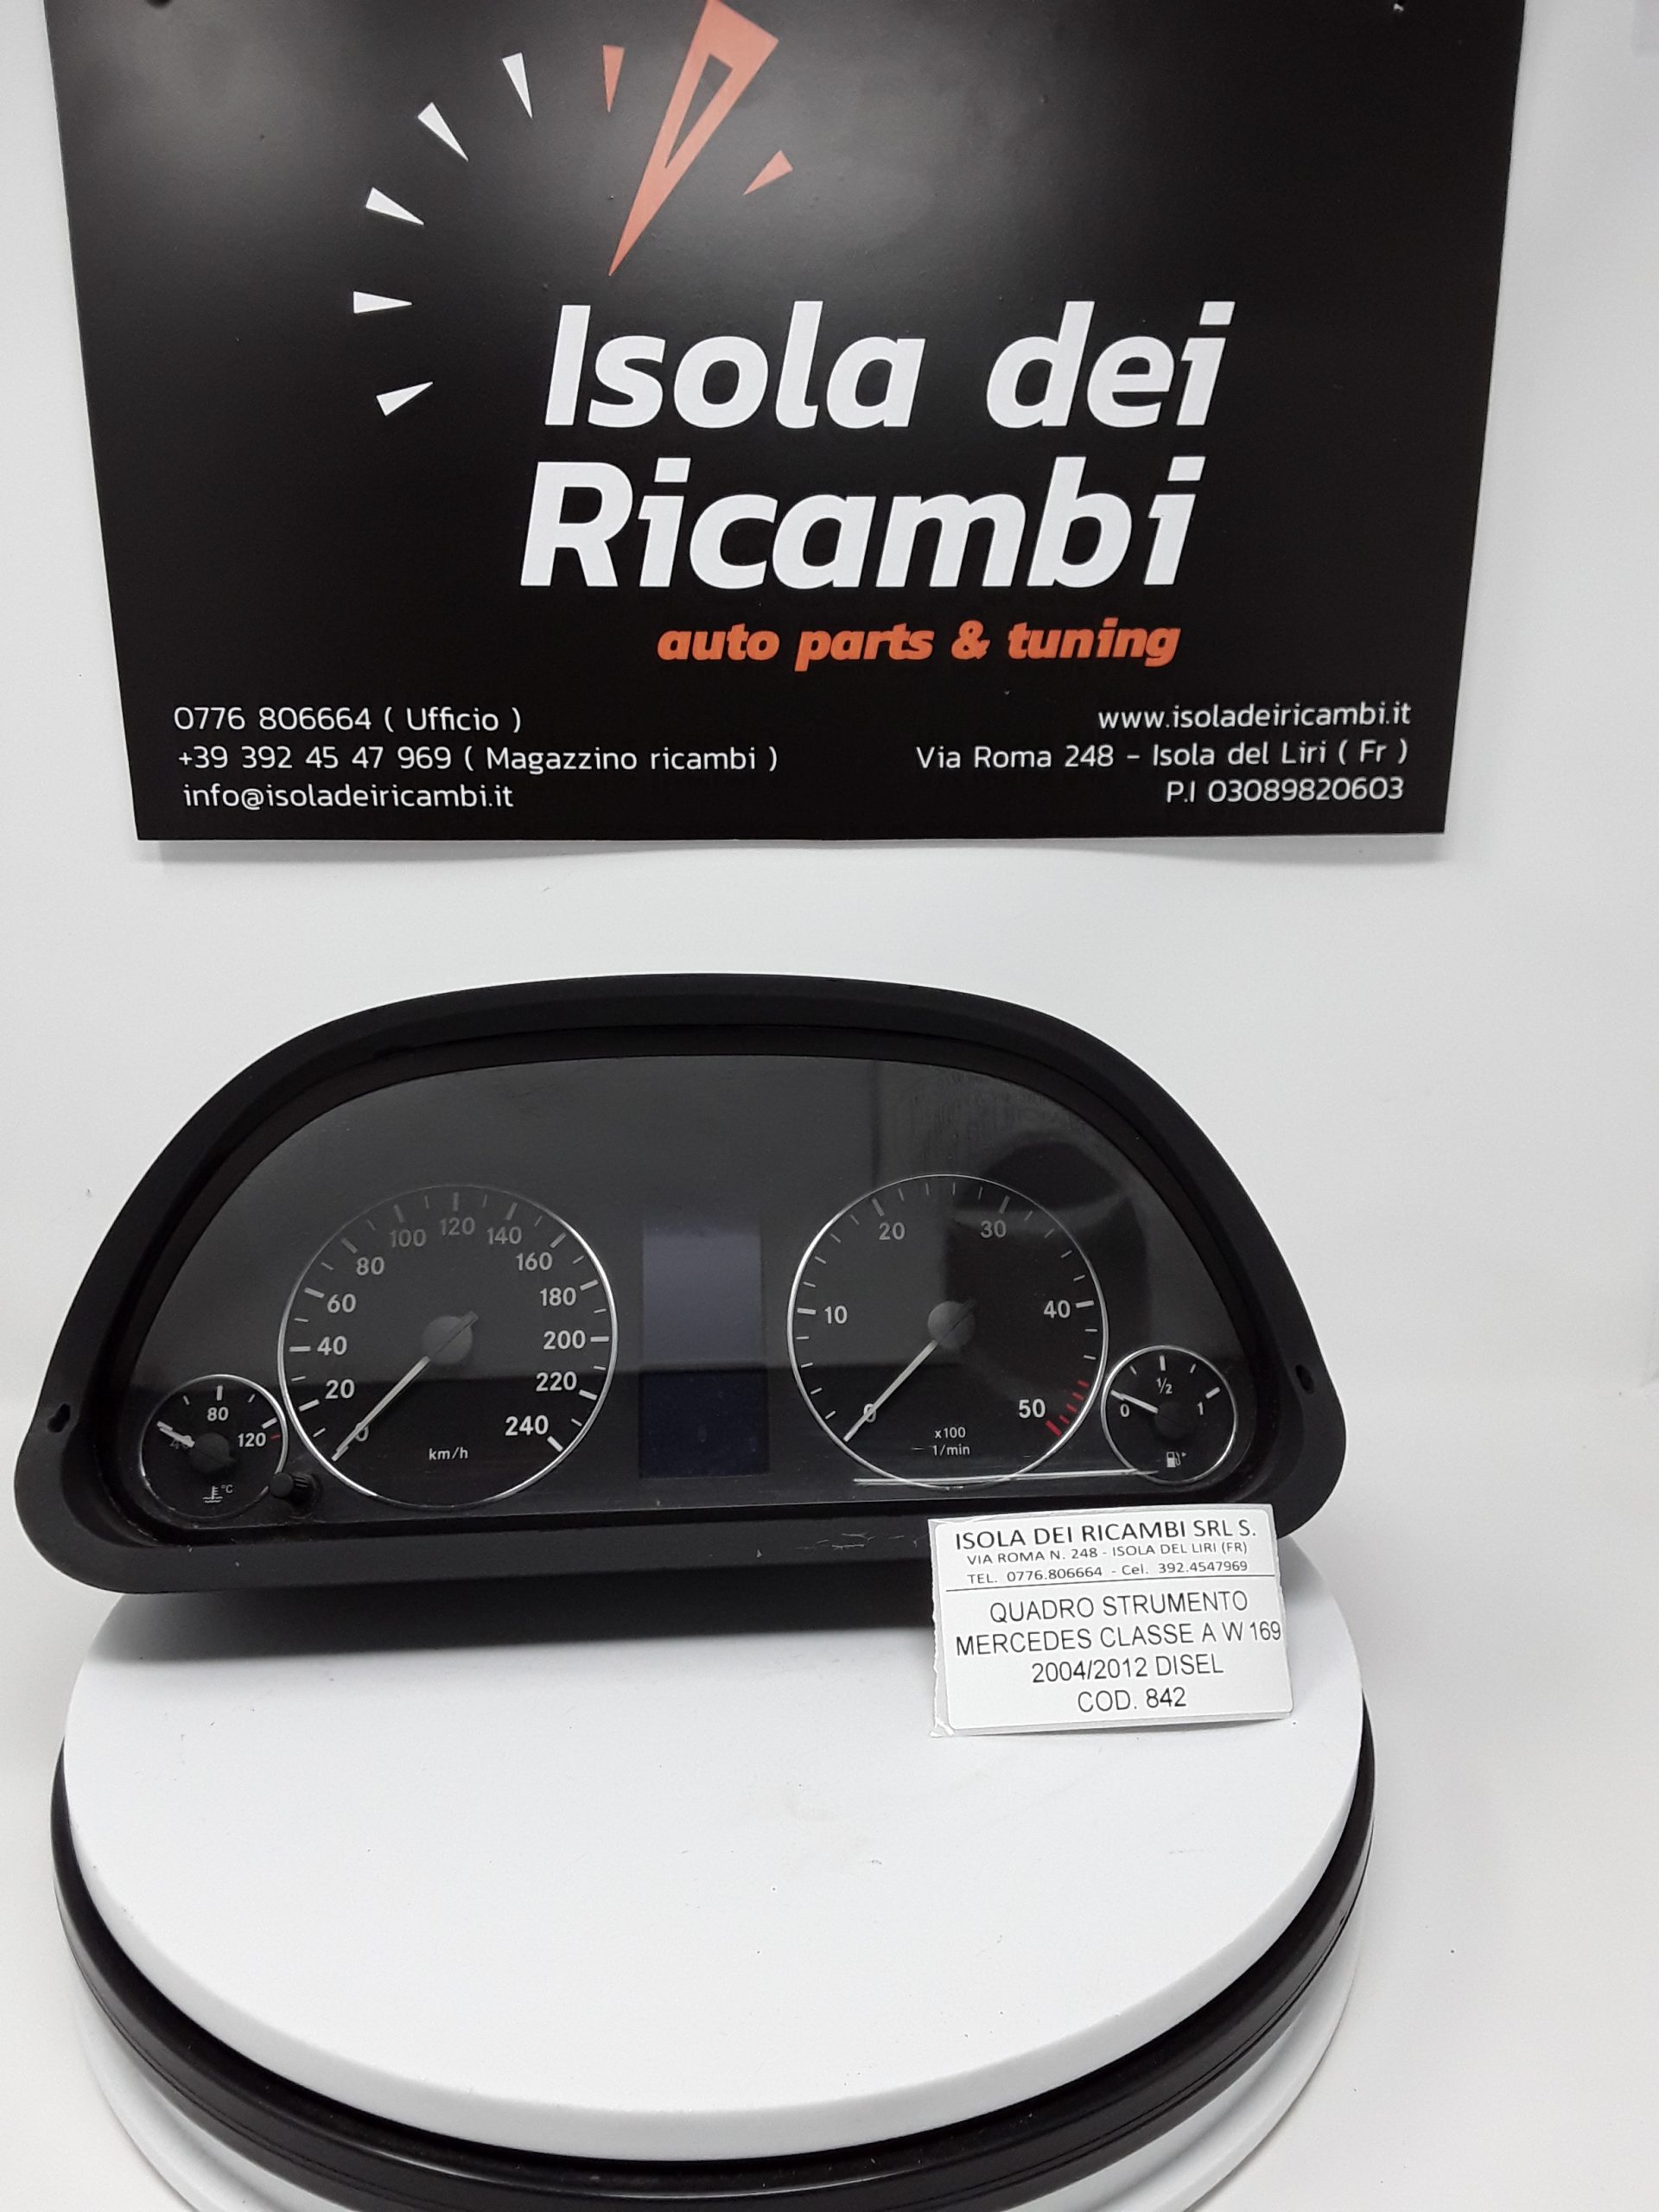 Isola dei
Ricambi
auto parts & tuning
0776 806664 ( Ufficio )
+39 392 45 47 969 ( Magazzino ricambi )
info@isoladeiricambi.it
www.isoladeiricambi.it
Via Roma 248 - Isola del Liri ( Fr )
P.I 03089820603
0
20
40
60
80
100
120
140
160
180
200
220
240
km/h
0
10
20
30
40
50
x100
1/min
40
80
120
°C
0
1/2
1
ISOLA DEI RICAMBI SRL S.
VIA ROMA N. 248 - ISOLA DEL LIRI (FR)
TEL. 0776.806664 - Cel. 392.4547969
QUADRO STRUMENTO
MERCEDES CLASSE A W 169
2004/2012 DISEL
COD. 842